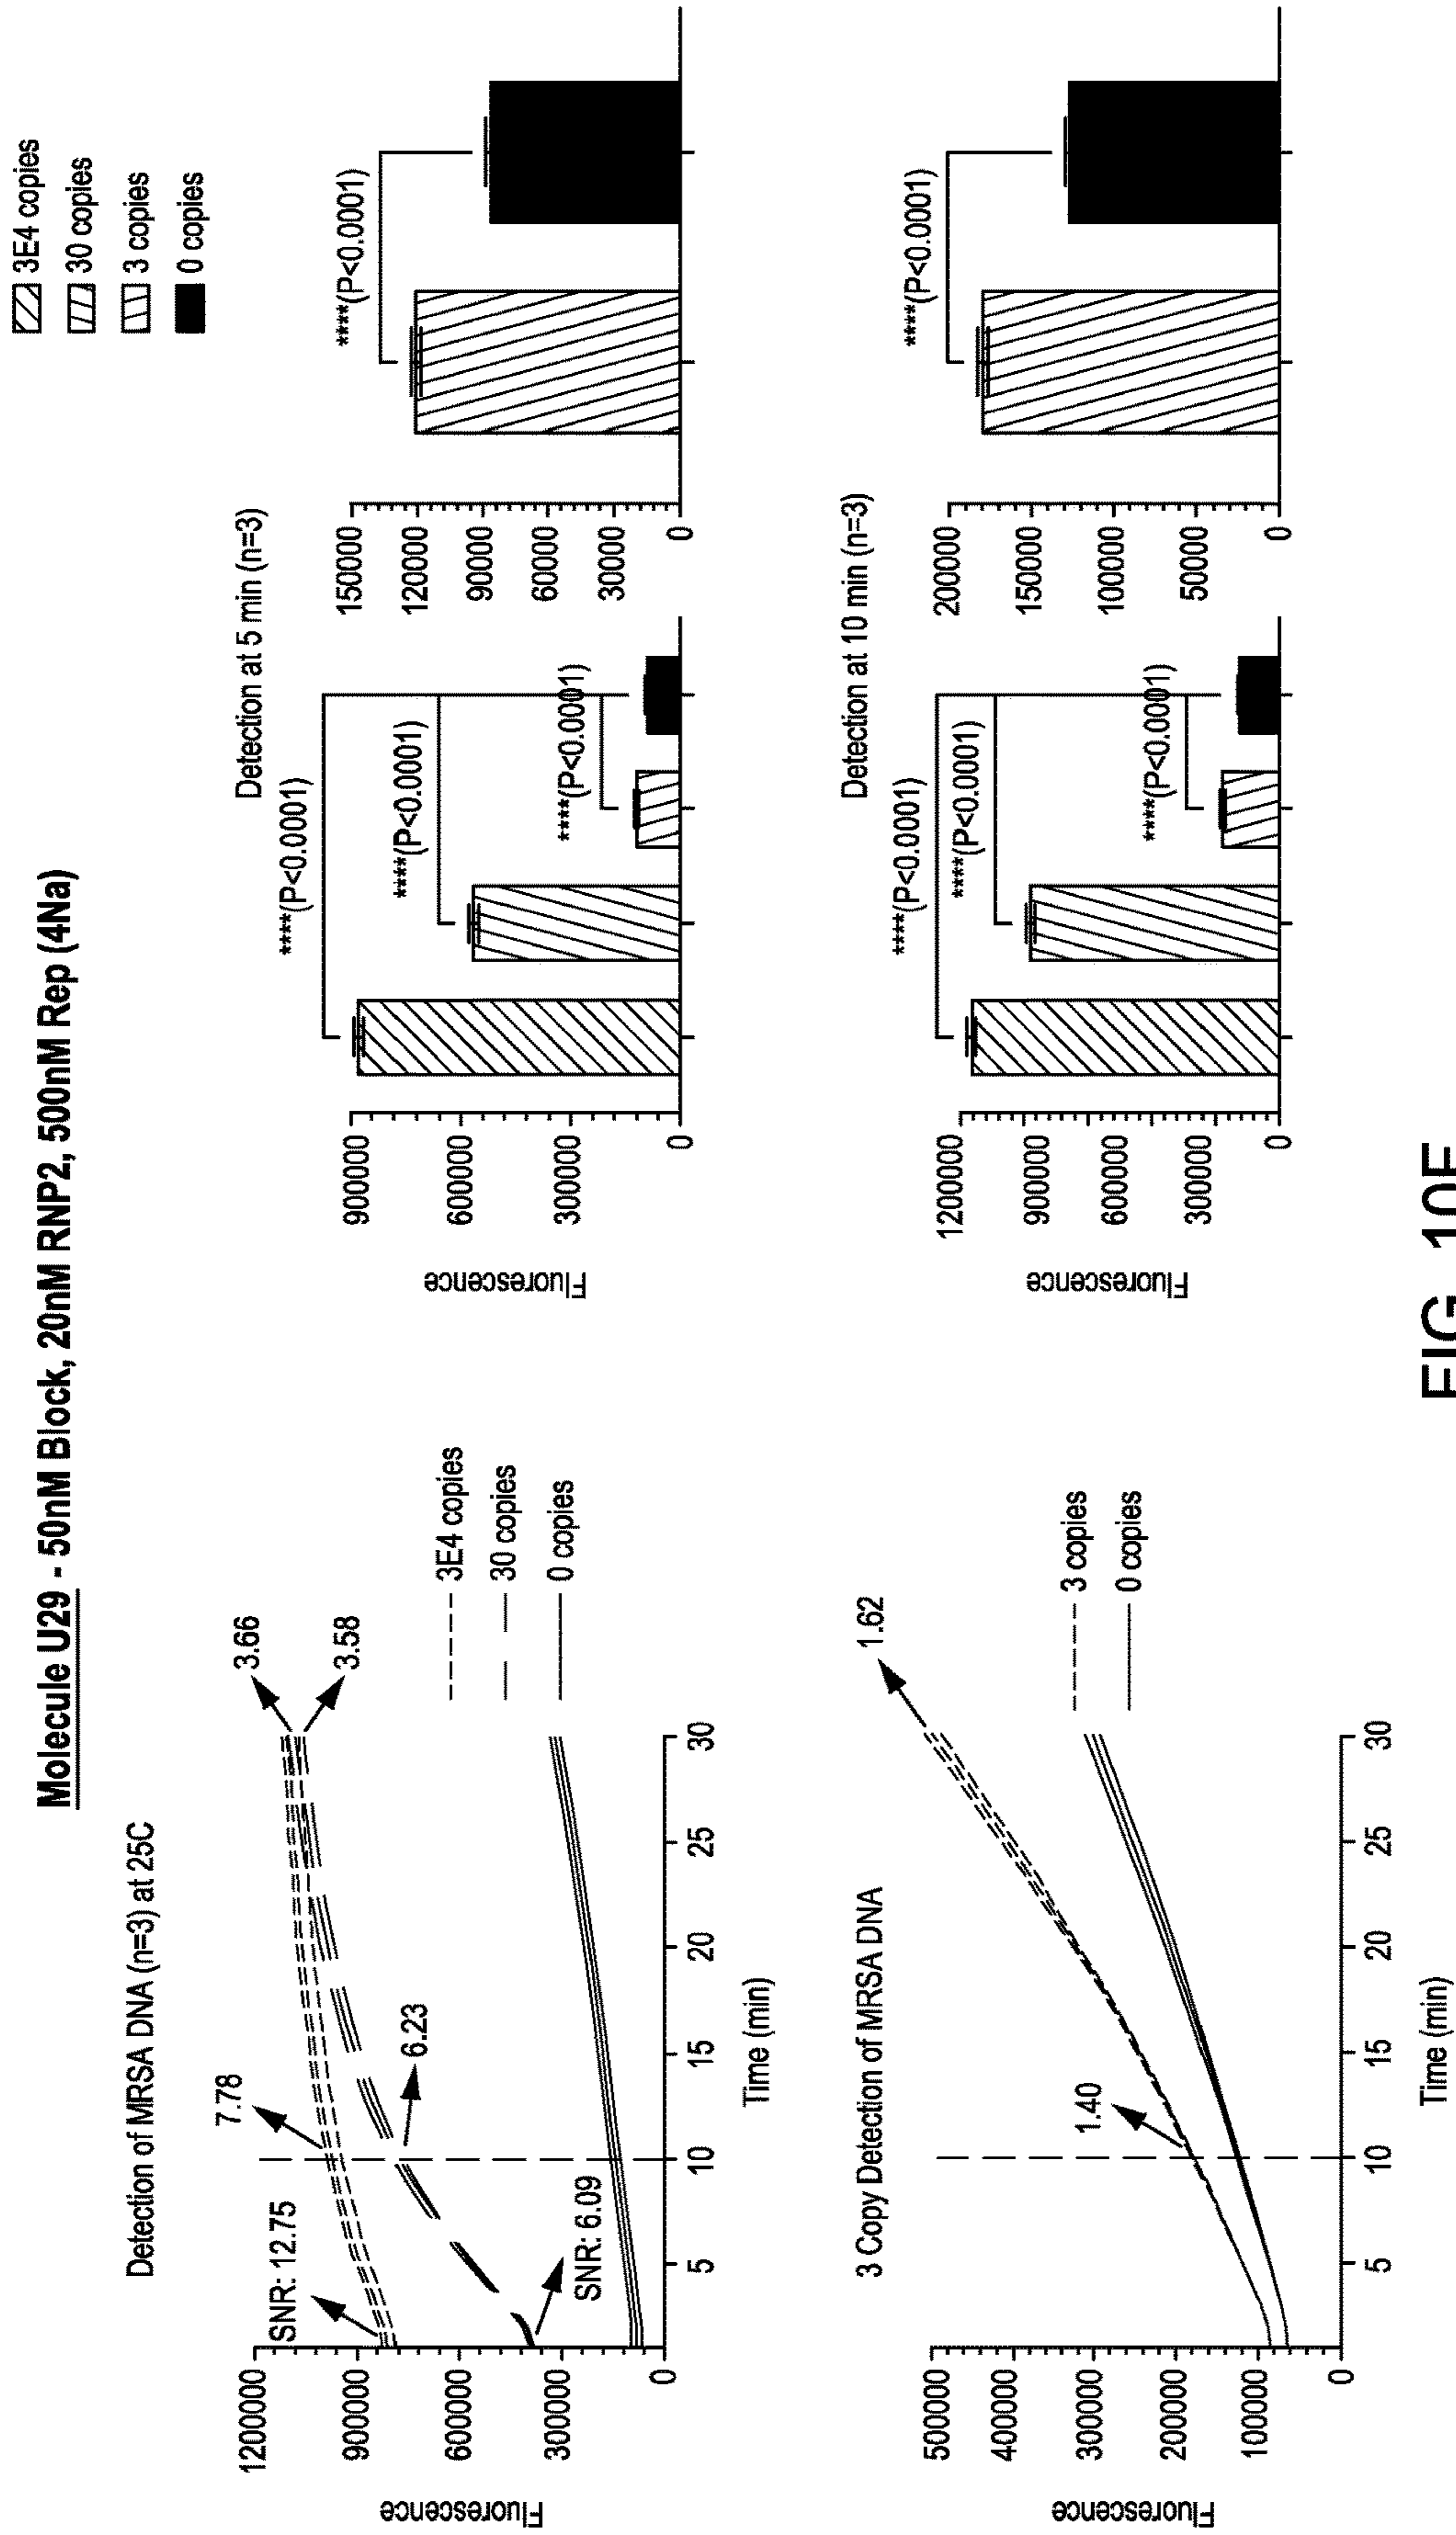 Molecule U29 - 50nM Block, 20nM RNP2, 500nM Rep (4Na)
Detection of MRSA DNA (n=3) at 25C
Fluorescence
1200000
900000
600000
300000
0
SNR: 12.75
7.78
3.66
3.58
6.23
SNR: 6.09
5
10
15
20
25
30
Time (min)
3E4 copies
30 copies
0 copies
3 Copy Detection of MRSA DNA
Fluorescence
500000
400000
300000
200000
100000
0
1.40
1.62
5
10
15
20
25
30
Time (min)
3 copies
0 copies
3E4 copies
30 copies
3 copies
0 copies
Detection at 5 min (n=3)
Fluorescence
900000
600000
300000
0
****(P<0.0001)
****(P<0.0001)
****(P<0.0001)
150000
120000
90000
60000
30000
0
****(P<0.0001)
Detection at 10 min (n=3)
Fluorescence
1200000
900000
600000
300000
0
****(P<0.0001)
****(P<0.0001)
****(P<0.0001)
200000
150000
100000
50000
0
****(P<0.0001)